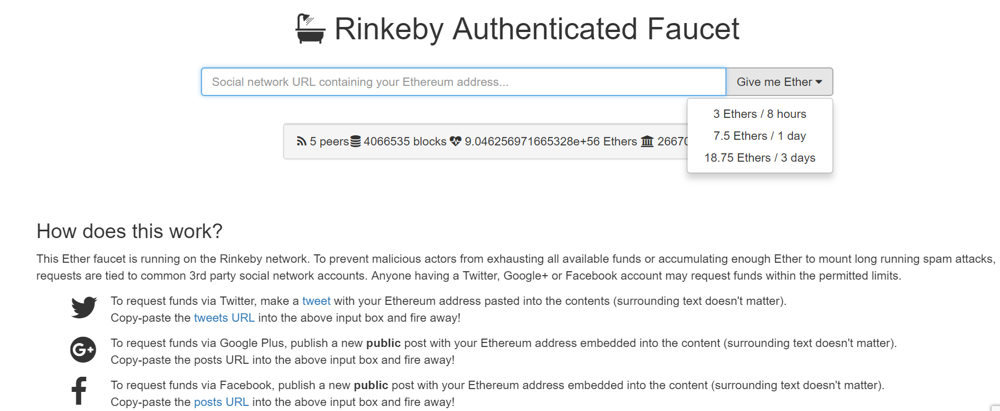 Rinkeby Authenticated Faucet
Social network URL containing your Ethereum address...
Give me Ether
3 Ethers / 8 hours
7.5 Ethers / 1 day
18.75 Ethers / 3 days
5 peers 4066535 blocks 9.046256971665328e+56 Ethers 26670
How does this work?
This Ether faucet is running on the Rinkeby network. To prevent malicious actors from exhausting all available funds or accumulating enough Ether to mount long running spam attacks,
requests are tied to common 3rd party social network accounts. Anyone having a Twitter, Google+ or Facebook account may request funds within the permitted limits.
To request funds via Twitter, make a tweet with your Ethereum address pasted into the contents (surrounding text doesn't matter).
Copy-paste the tweets URL into the above input box and fire away!
G+
To request funds via Google Plus, publish a new public post with your Ethereum address embedded into the content (surrounding text doesn't matter).
Copy-paste the posts URL into the above input box and fire away!
To request funds via Facebook, publish a new public post with your Ethereum address embedded into the content (surrounding text doesn't matter).
Copy-paste the posts URL into the above input box and fire away!